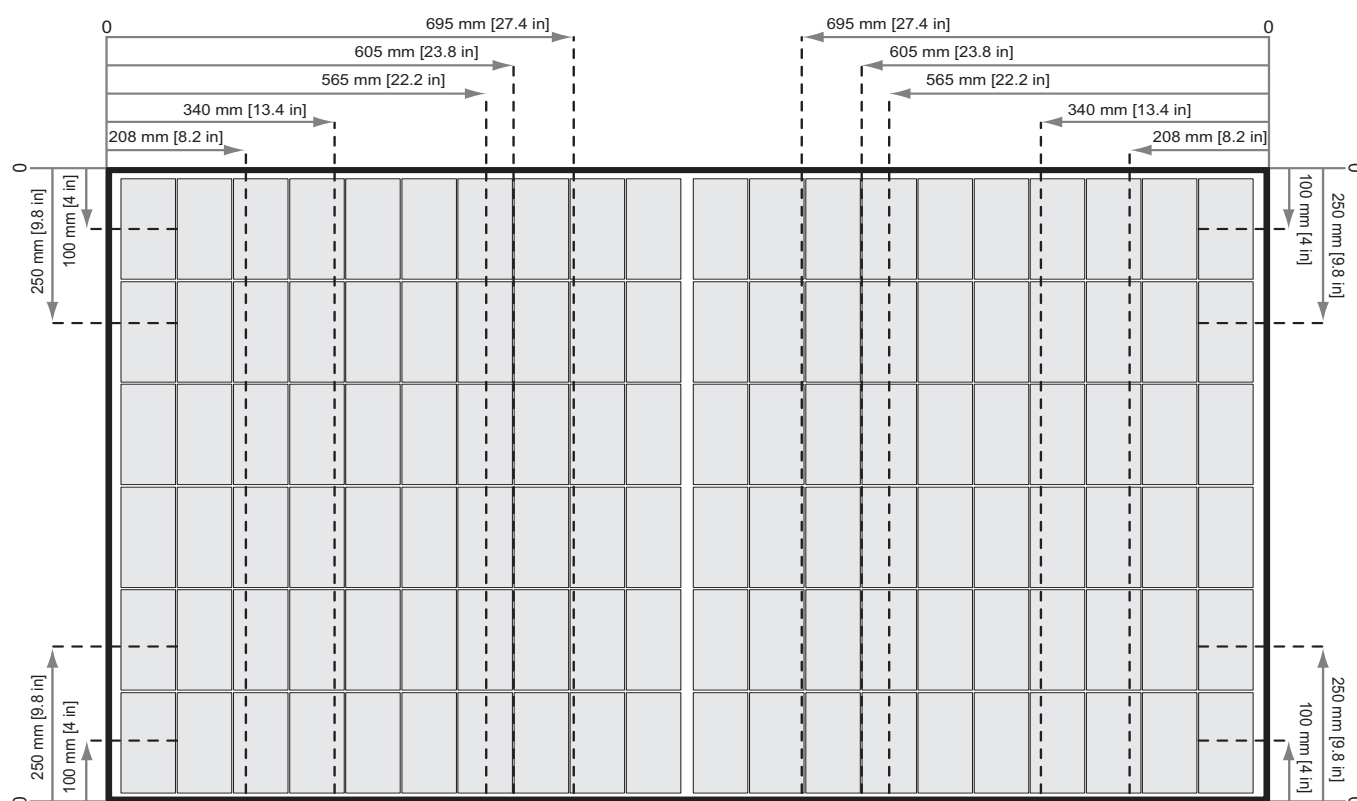 0
695 mm [27.4 in]
695 mm [27.4 in]
0
605 mm [23.8 in]
605 mm [23.8 in]
565 mm [22.2 in]
565 mm [22.2 in]
340 mm [13.4 in]
340 mm [13.4 in]
208 mm [8.2 in]
208 mm [8.2 in]
0
0
250 mm [9.8 in]
100 mm [4 in]
100 mm
[4 in]
250 mm
[9.8 in]
250 mm [9.8 in]
100 mm [4 in]
100 mm
[4 in]
250 mm
[9.8 in]
0
0